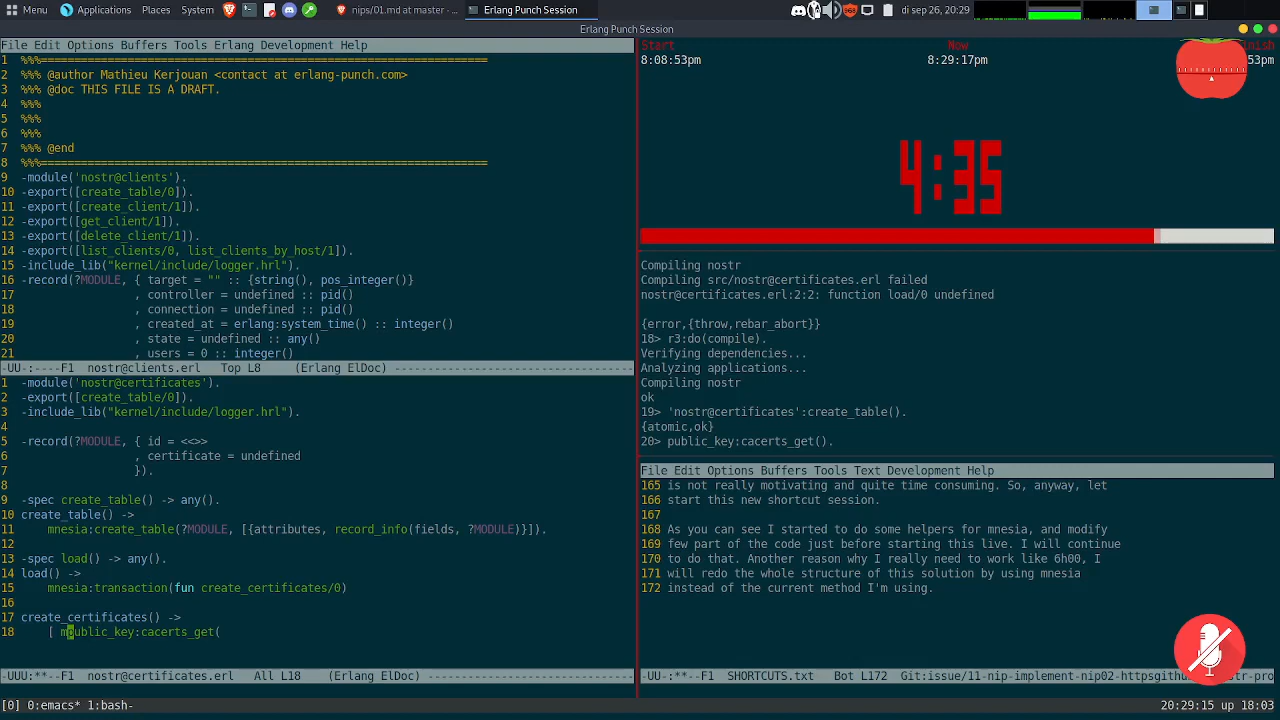 Menu Applications Places System nips/01.md at master - ... Erlang Punch Session di sep 26, 20:29
Erlang Punch Session
File Edit Options Buffers Tools Erlang Development Help
1 %%%===================================================================
2 %%% @author Mathieu Kerjouan <contact at erlang-punch.com>
3 %%% @doc THIS FILE IS A DRAFT.
4 %%%
5 %%%
6 %%%
7 %%% @end
8 %%%===================================================================
9 -module('nostr@clients').
10 -export([create_table/0]).
11 -export([create_client/1]).
12 -export([get_client/1]).
13 -export([delete_client/1]).
14 -export([list_clients/0, list_clients_by_host/1]).
15 -include_lib("kernel/include/logger.hrl").
16 -record(?MODULE, { target = "" :: {string(), pos_integer()}
17 , controller = undefined :: pid()
18 , connection = undefined :: pid()
19 , created_at = erlang:system_time() :: integer()
20 , state = undefined :: any()
21 , users = 0 :: integer()
-UU-:----F1 nostr@clients.erl Top L8 (Erlang ElDoc) -----------------------------------
1 -module('nostr@certificates').
2 -export([create_table/0]).
3 -include_lib("kernel/include/logger.hrl").
4
5 -record(?MODULE, { id = <<>>
6 , certificate = undefined
7 }).
8
9 -spec create_table() -> any().
10 create_table() ->
11 mnesia:create_table(?MODULE, [{attributes, record_info(fields, ?MODULE)}]).
12
13 -spec load() -> any().
14 load() ->
15 mnesia:transaction(fun create_certificates/0)
16
17 create_certificates() ->
18 [ mpublic_key:cacerts_get(
-UUU:**--F1 nostr@certificates.erl All L18 (Erlang ElDoc) ------------------------------
Start Now inish
8:08:53pm 8:29:17pm 53pm
4:35
Compiling nostr
Compiling src/nostr@certificates.erl failed
nostr@certificates.erl:2:2: function load/0 undefined
{error,{throw,rebar_abort}}
18> r3:do(compile).
Verifying dependencies...
Analyzing applications...
Compiling nostr
ok
19> 'nostr@certificates':create_table().
{atomic,ok}
20> public_key:cacerts_get().
File Edit Options Buffers Tools Text Development Help
165 is not really motivating and quite time consuming. So, anyway, let
166 start this new shortcut session.
167
168 As you can see I started to do some helpers for mnesia, and modify
169 few part of the code just before starting this live. I will continue
170 to do that. Another reason why I really need to work like 6h00, I
171 will redo the whole structure of this solution by using mnesia
172 instead of the current method I'm using.
-UU-:**--F1 SHORTCUTS.txt Bot L172 Git:issue/11-nip-implement-nip02-httpsgithub str-pro
[0] 0:emacs* 1:bash- 20:29:15 up 18:03